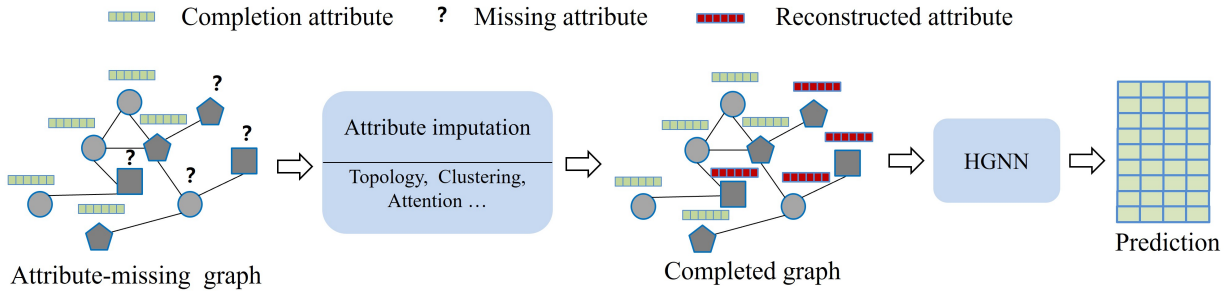 Completion attribute ? Missing attribute Reconstructed attribute
?
?
?
?
Attribute imputation
Topology, Clustering,
Attention ...
HGNN
Attribute-missing graph
Completed graph
Prediction